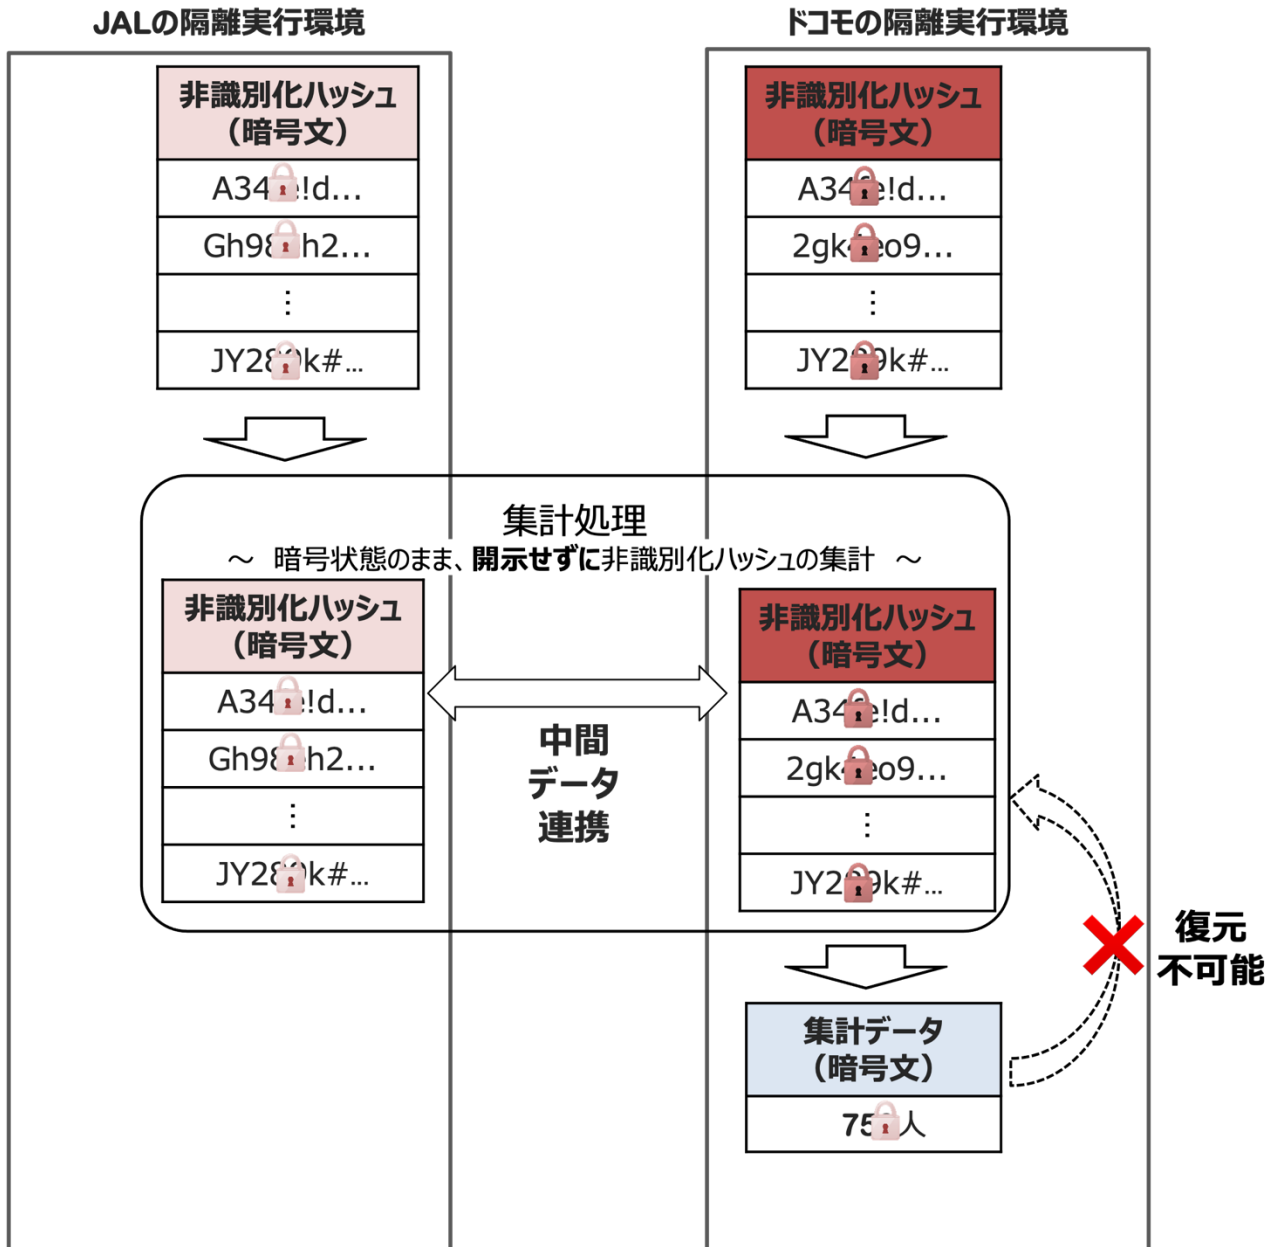 JALの隔離実行環境
ドコモの隔離実行環境
非識別化ハッシュ
（暗号文）
A34 e!d...
Gh98 h2...
⋮
JY28 k#...
非識別化ハッシュ
（暗号文）
A34 e!d...
2gk eo9...
⋮
JY2 9k#...
集計処理
～ 暗号状態のまま、開示せずに非識別化ハッシュの集計 ～
非識別化ハッシュ
（暗号文）
A34 e!d...
Gh98 h2...
⋮
JY28 k#...
中間
データ
連携
非識別化ハッシュ
（暗号文）
A34 e!d...
2gk eo9...
⋮
JY2 9k#...
復元
不可能
集計データ
（暗号文）
75 人